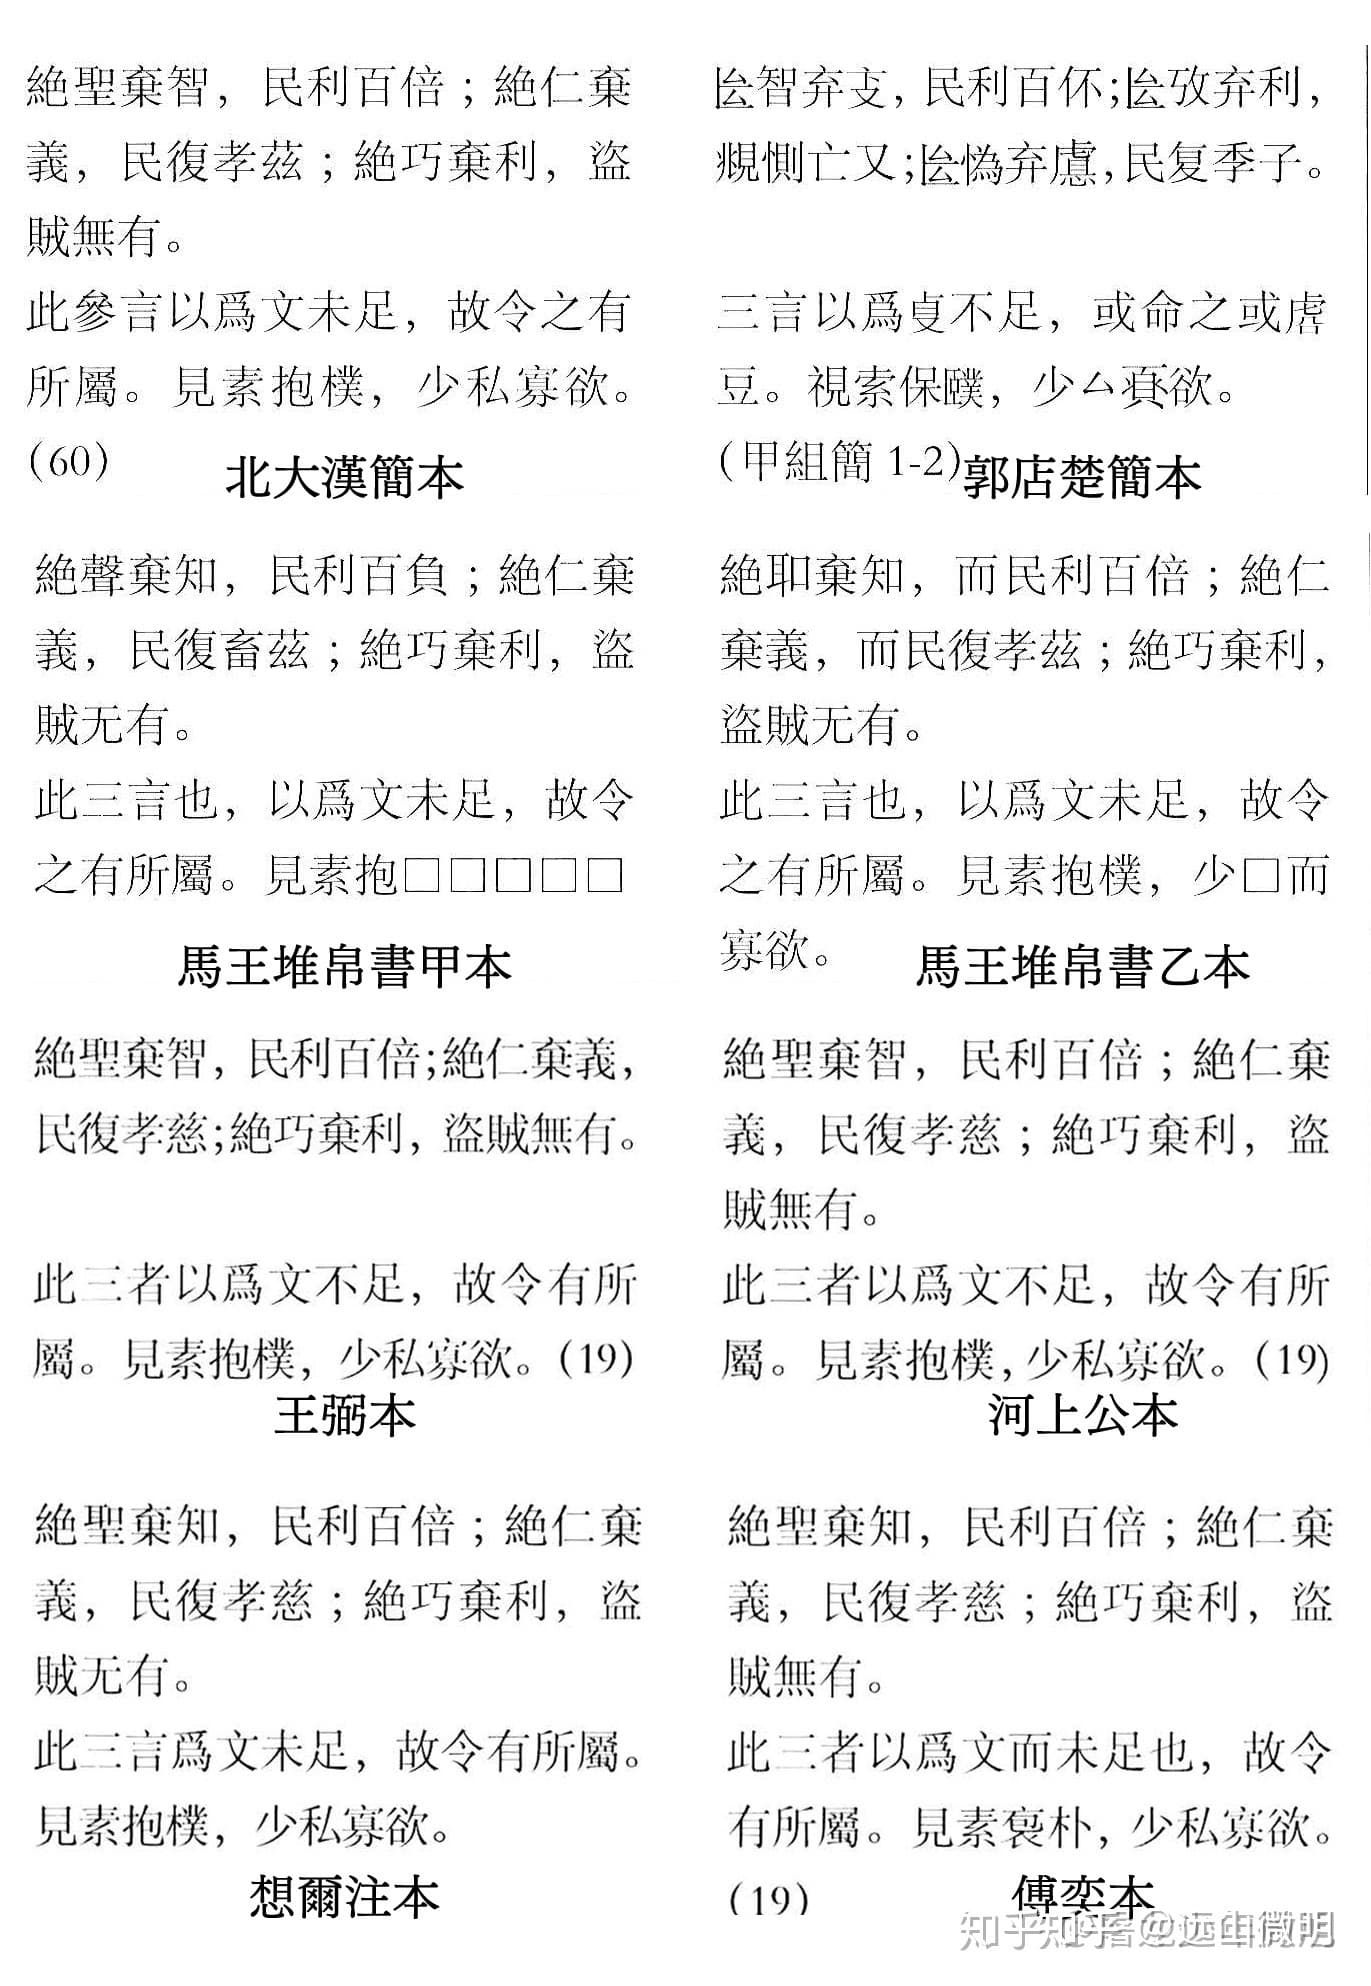 絶聖棄智，民利百倍；絶仁棄
義，民復孝茲；絶巧棄利，盜
賊無有。
此參言以爲文未足，故令之有
所屬。見素抱樸，少私寡欲。
(60)
北大漢簡本
智弃，民利百伓；攷弃利，
覜惻亡又；弃，民复季子。
三言以爲不足，或命之或
豆。視索保，少厶欲。
(甲組簡 1-2)
郭店楚簡本
絶聲棄知，民利百負；絶仁棄
義，民復畜茲；絶巧棄利，盜
賊无有。
此三言也，以爲文未足，故令
之有所屬。見素抱□□□□□
馬王堆帛書甲本
絶棄知，而民利百倍；絶仁
棄義，而民復孝茲；絶巧棄利，
盜賊无有。
此三言也，以爲文未足，故令
之有所屬。見素抱樸，少□而
寡欲。
馬王堆帛書乙本
絶聖棄智，民利百倍；絶仁棄義，
民復孝慈；絶巧棄利，盜賊無有。
此三者以爲文不足，故令有所
屬。見素抱樸，少私寡欲。(19)
王弼本
絶聖棄智，民利百倍；絶仁棄
義，民復孝慈；絶巧棄利，盜
賊無有。
此三者以爲文不足，故令有所
屬。見素抱樸，少私寡欲。(19)
河上公本
絶聖棄知，民利百倍；絶仁棄
義，民復孝慈；絶巧棄利，盜
賊无有。
此三言爲文未足，故令有所屬。
見素抱樸，少私寡欲。
想爾注本
絶聖棄知，民利百倍；絶仁棄
義，民復孝慈；絶巧棄利，盜
賊無有。
此三者以爲文而未足也，故令
有所屬。見素裦朴，少私寡欲。
(19)
傅奕本
知乎 @远山微明